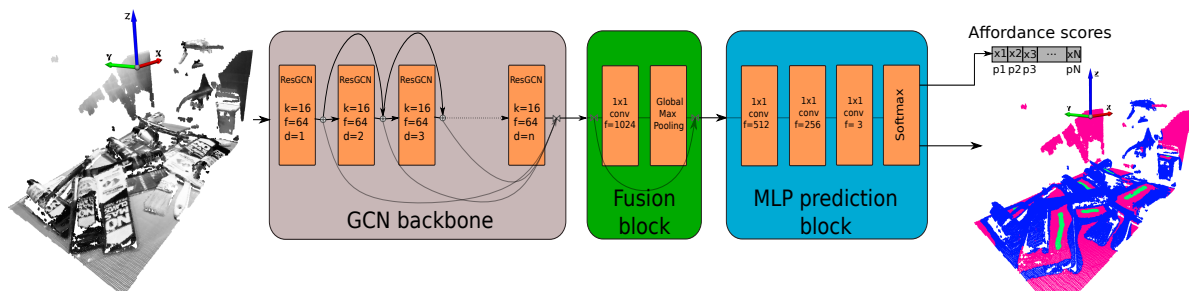 Z
Y
X
ResGCN
k=16
f=64
d=1
ResGCN
k=16
f=64
d=2
ResGCN
k=16
f=64
d=3
ResGCN
k=16
f=64
d=n
GCN backbone
1x1
conv
f=1024
Global
Max
Pooling
Fusion
block
1x1
conv
f=512
1x1
conv
f=256
1x1
conv
f= 3
Softmax
MLP prediction
block
Affordance scores
x1 x2 x3 ... xN
p1 p2 p3 pN
Z
Y
X